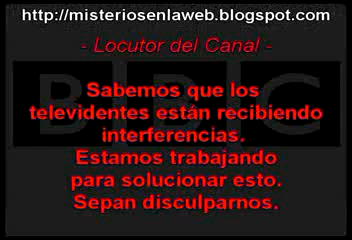 http://misteriosenlaweb.blogspot.com
- Locutor del Canal -
BBC
Sabemos que los
televidentes están recibiendo
interferencias.
Estamos trabajando
para solucionar esto.
Sepan disculparnos.